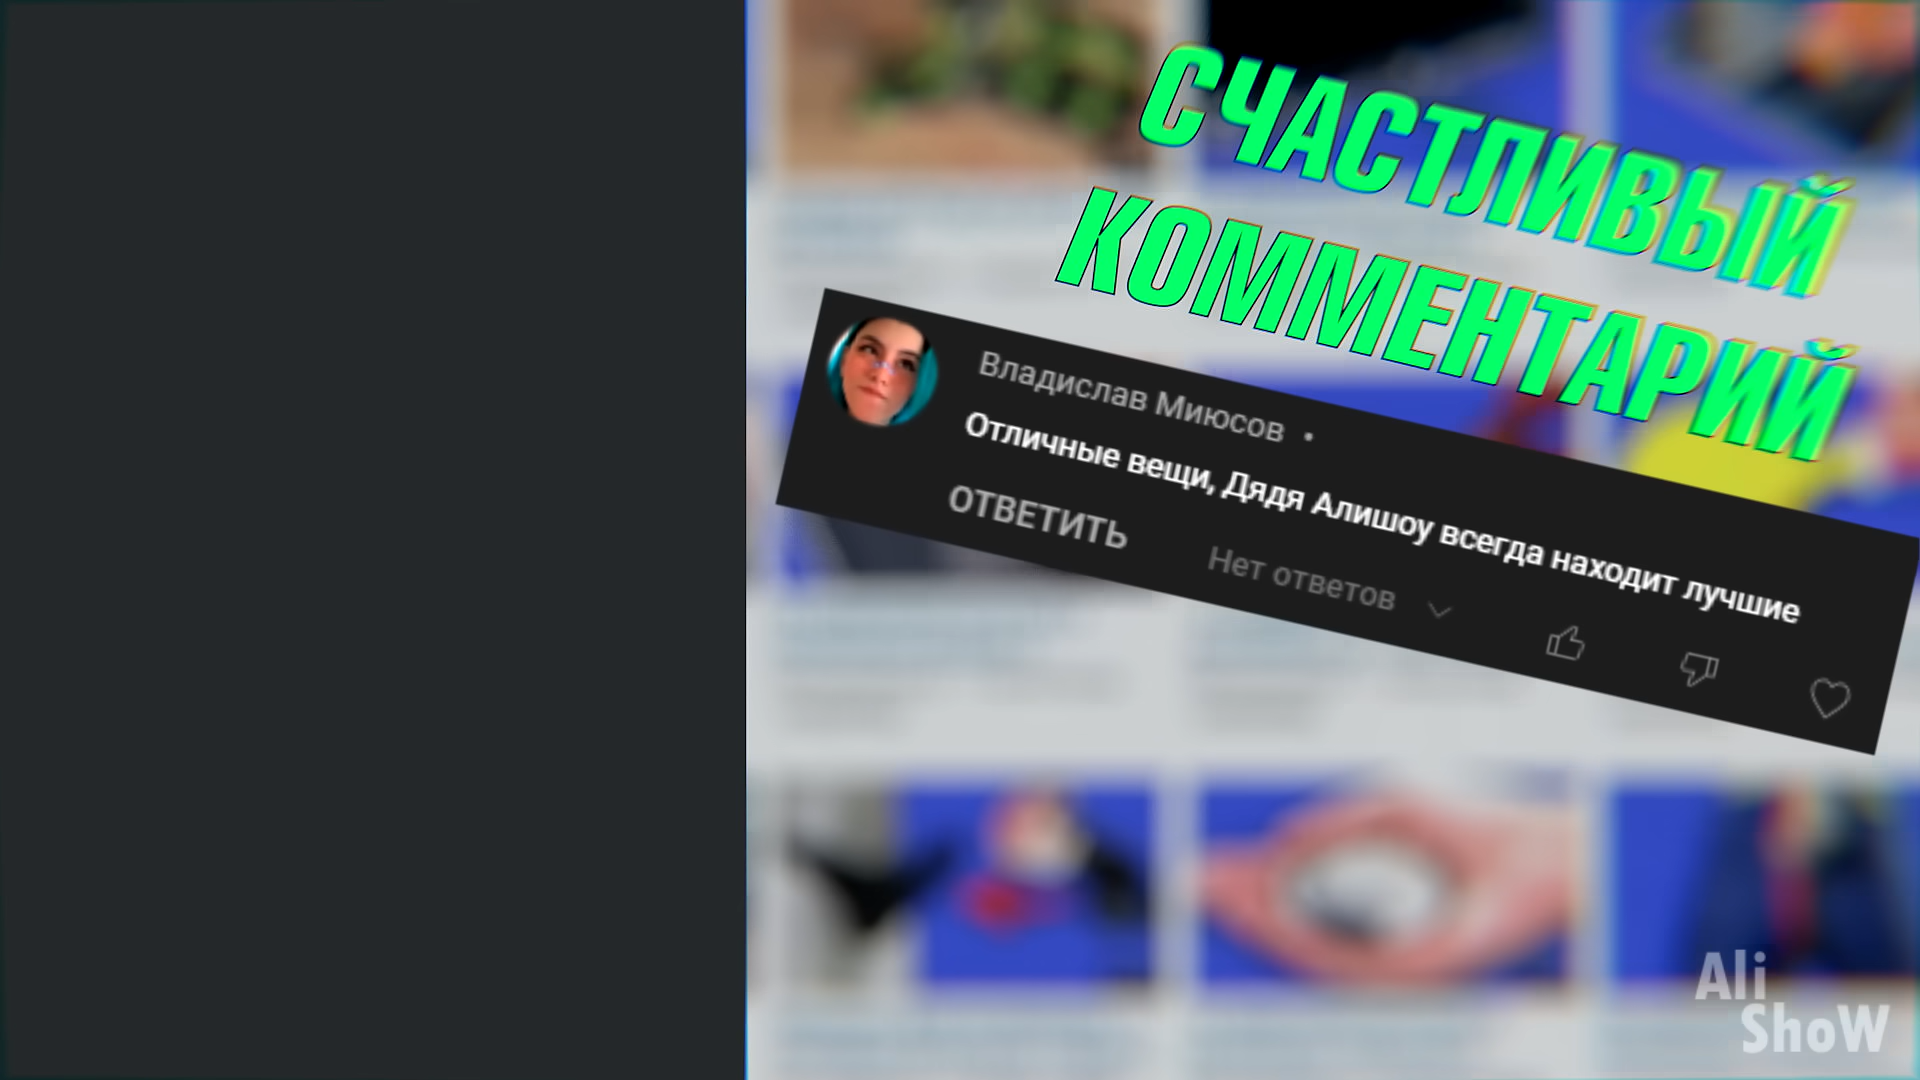 СЧАСТЛИВЫЙ
КОММЕНТАРИЙ
Владислав Миюсов •
Отличные вещи, Дядя Алишоу всегда находит лучшие
ОТВЕТИТЬ
Нет ответов
Ali
ShoW